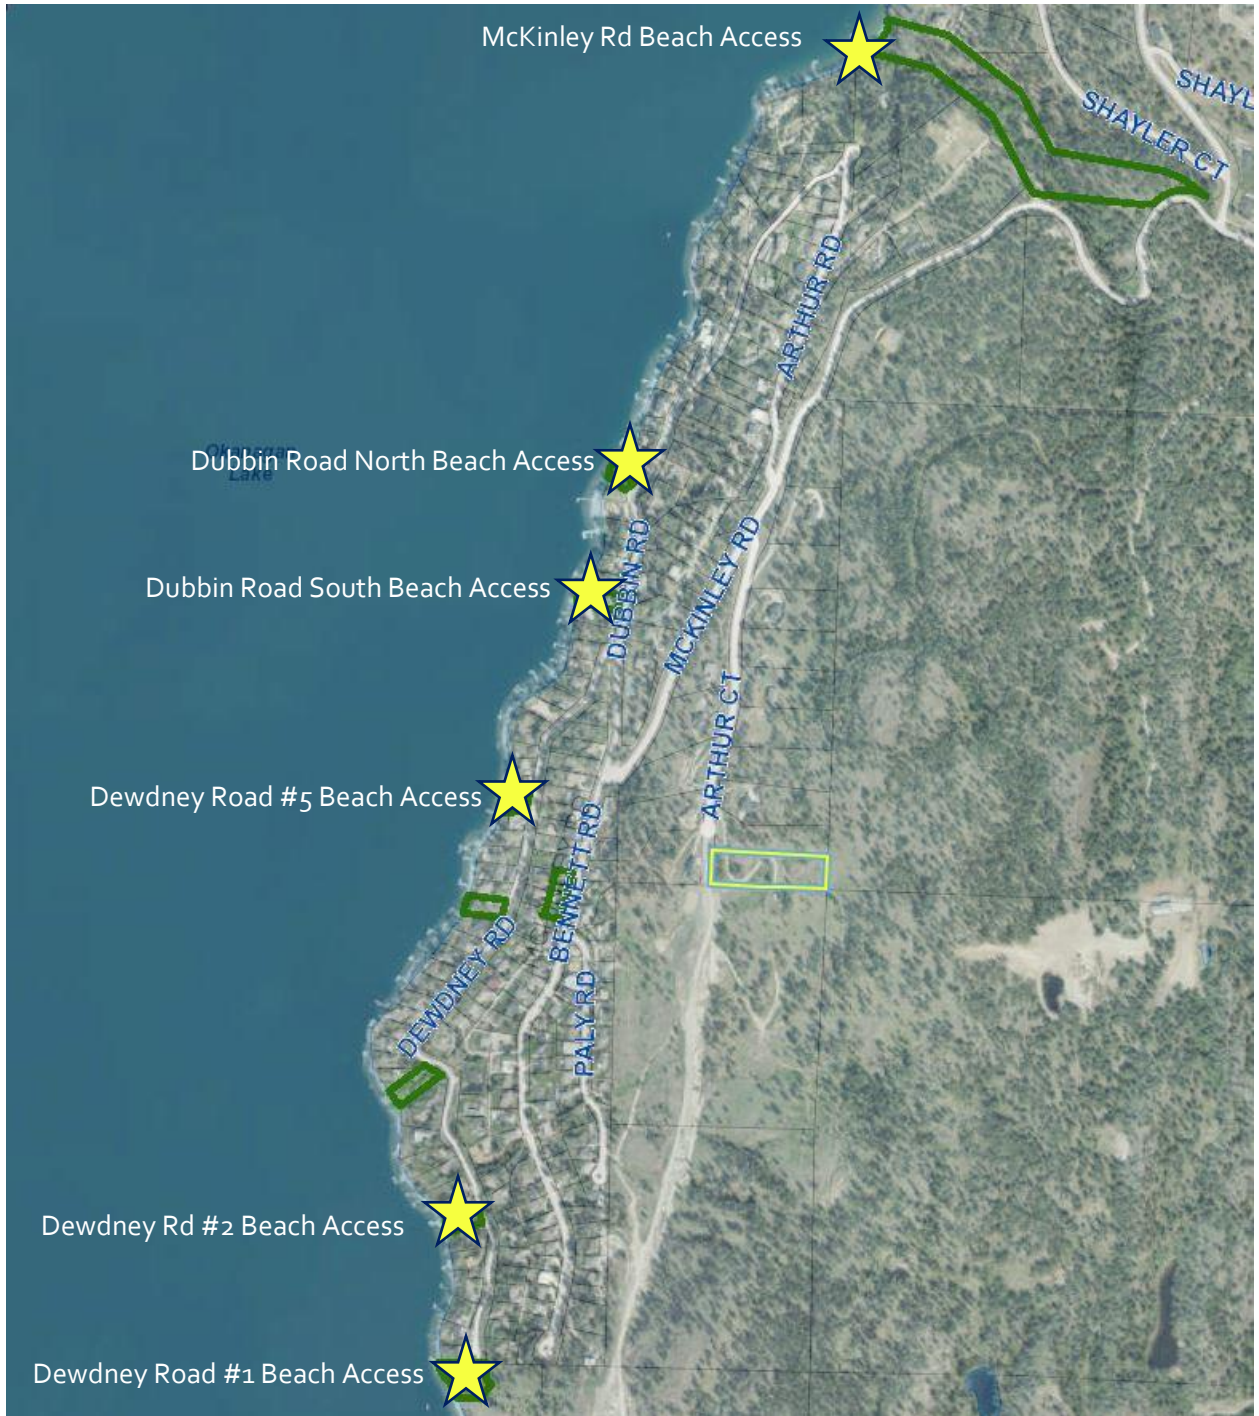 McKinley Rd Beach Access
SHAYL
SHAYLER CT
ARTHUR RD
Okanagan
Lake
Dubbin Road North Beach Access
DUBBIN RD
MCKINLEY RD
Dubbin Road South Beach Access
ARTHUR CT
Dewdney Road #5 Beach Access
BENNETT RD
DEWDNEY RD
PALY RD
Dewdney Rd #2 Beach Access
Dewdney Road #1 Beach Access